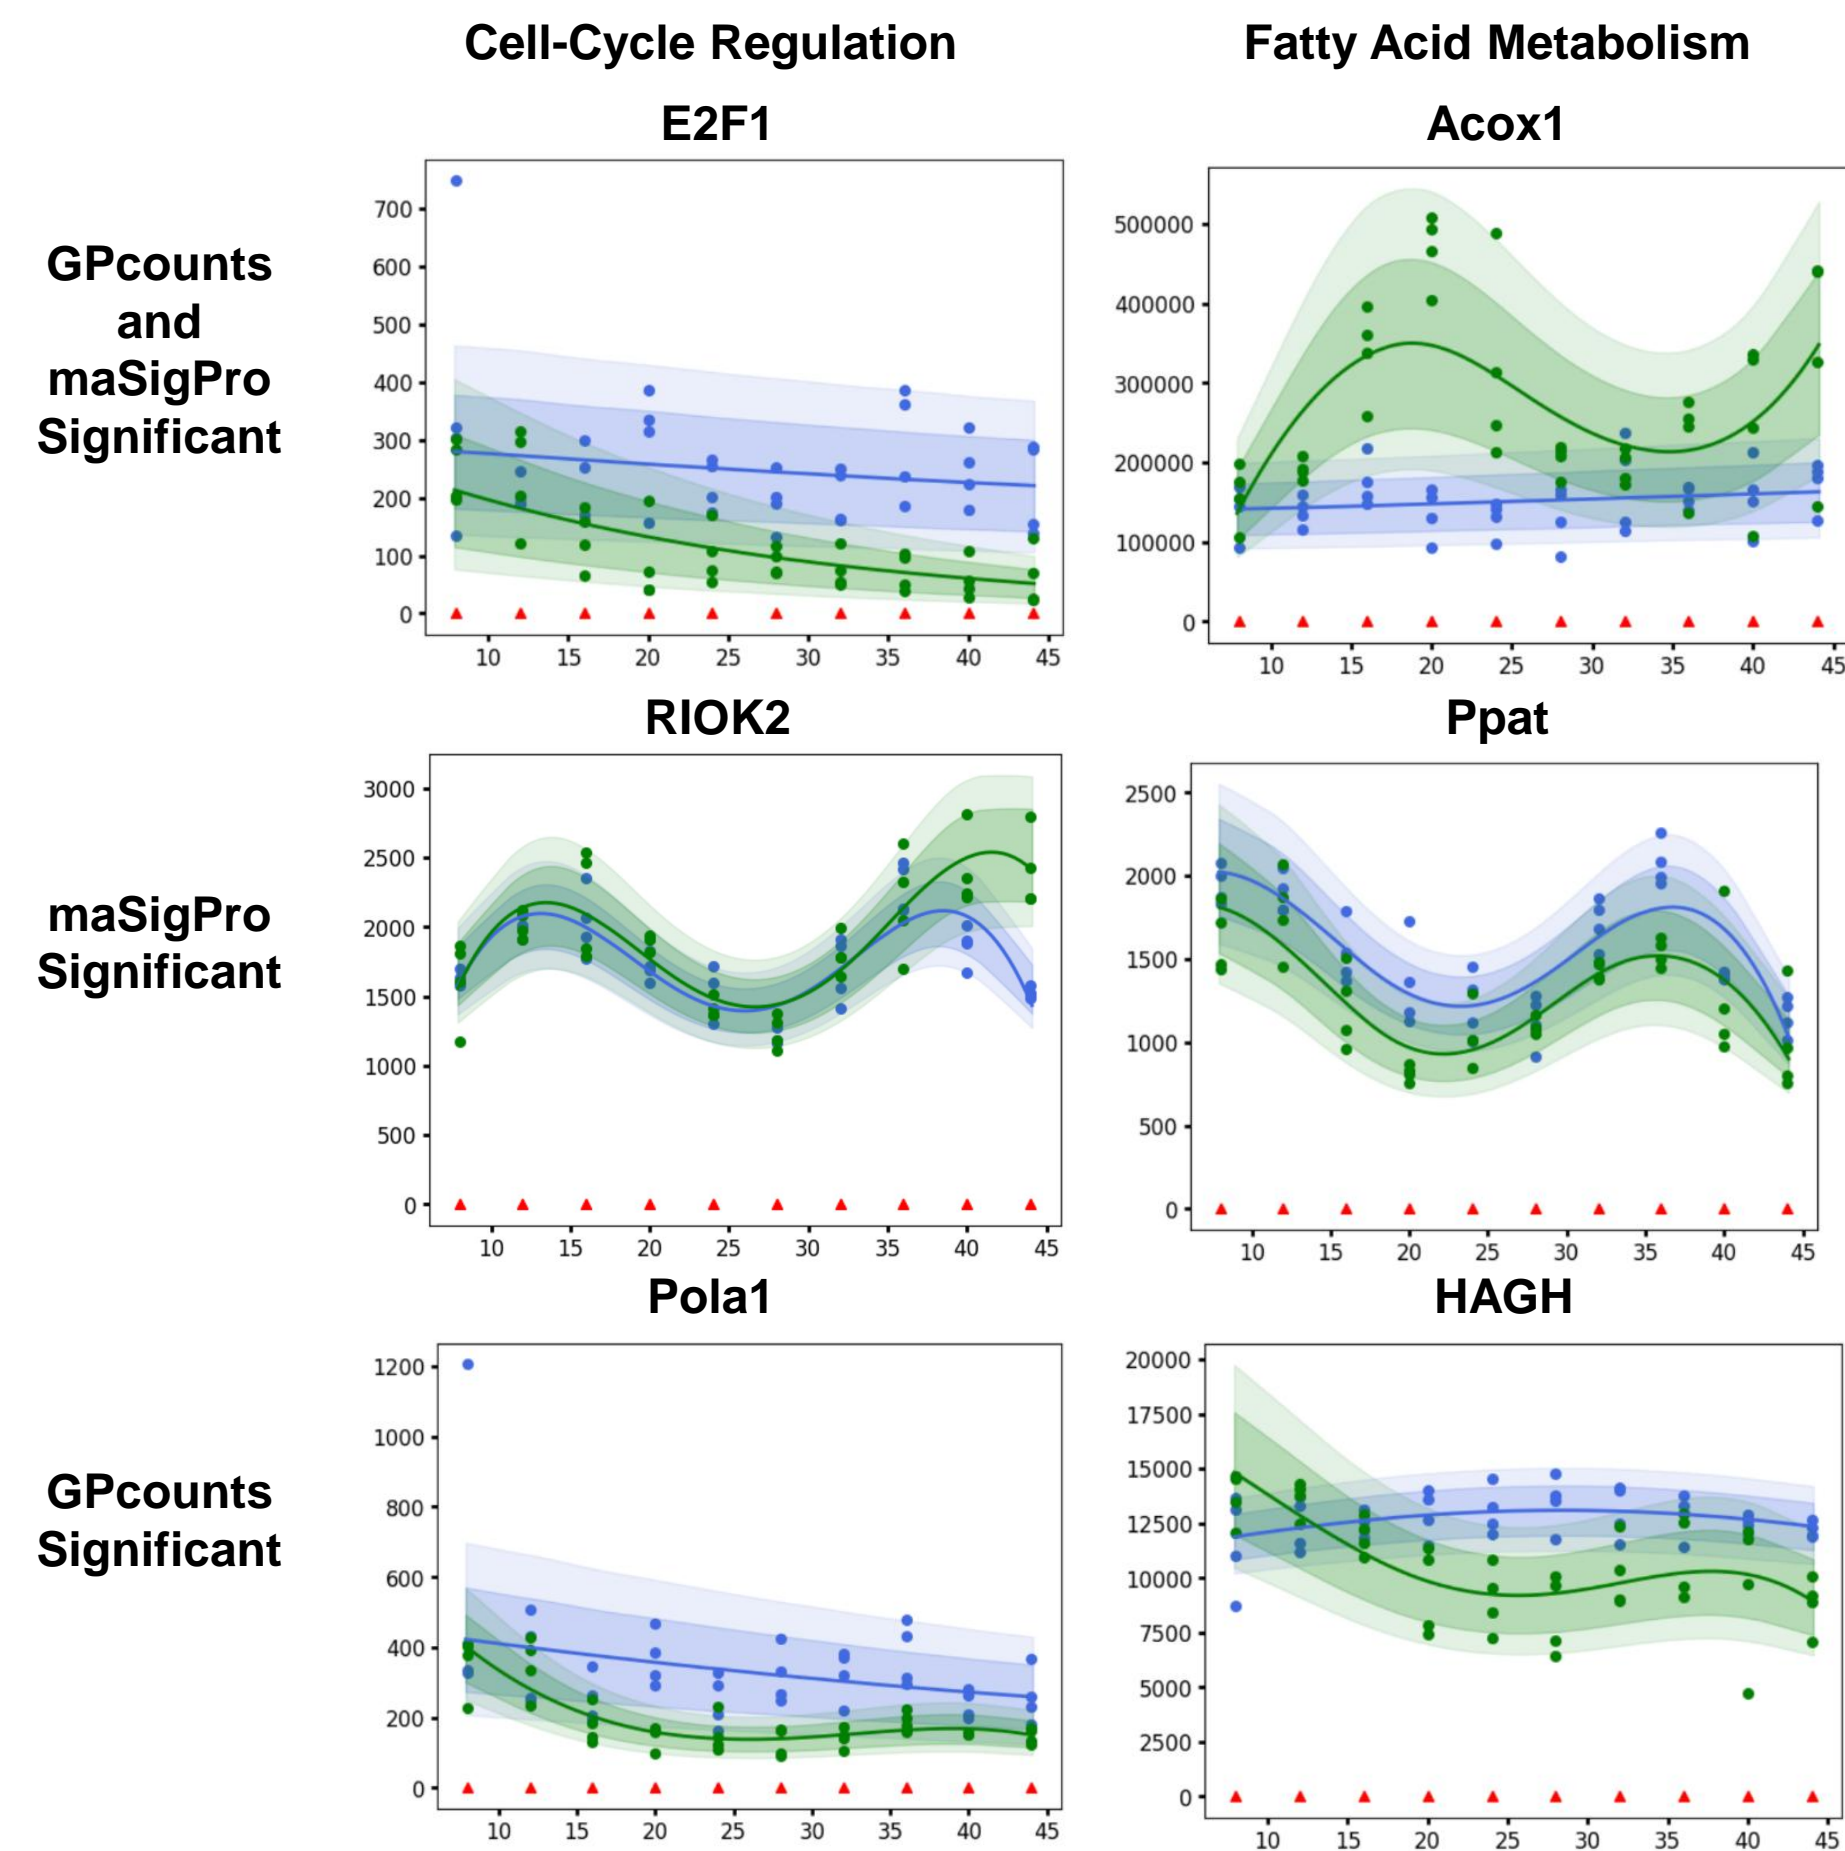 Cell-Cycle Regulation
Fatty Acid Metabolism
E2F1
Acox1
GPcounts
and
maSigPro
Significant
700
600
500
400
300
200
100
0
10 15 20 25 30 35 40 45
500000
400000
300000
200000
100000
0
10 15 20 25 30 35 40 45
RIOK2
Ppat
maSigPro
Significant
3000
2500
2000
1500
1000
500
0
10 15 20 25 30 35 40 45
2500
2000
1500
1000
500
0
10 15 20 25 30 35 40 45
Pola1
HAGH
GPcounts
Significant
1200
1000
800
600
400
200
0
10 15 20 25 30 35 40 45
20000
17500
15000
12500
10000
7500
5000
2500
0
10 15 20 25 30 35 40 45